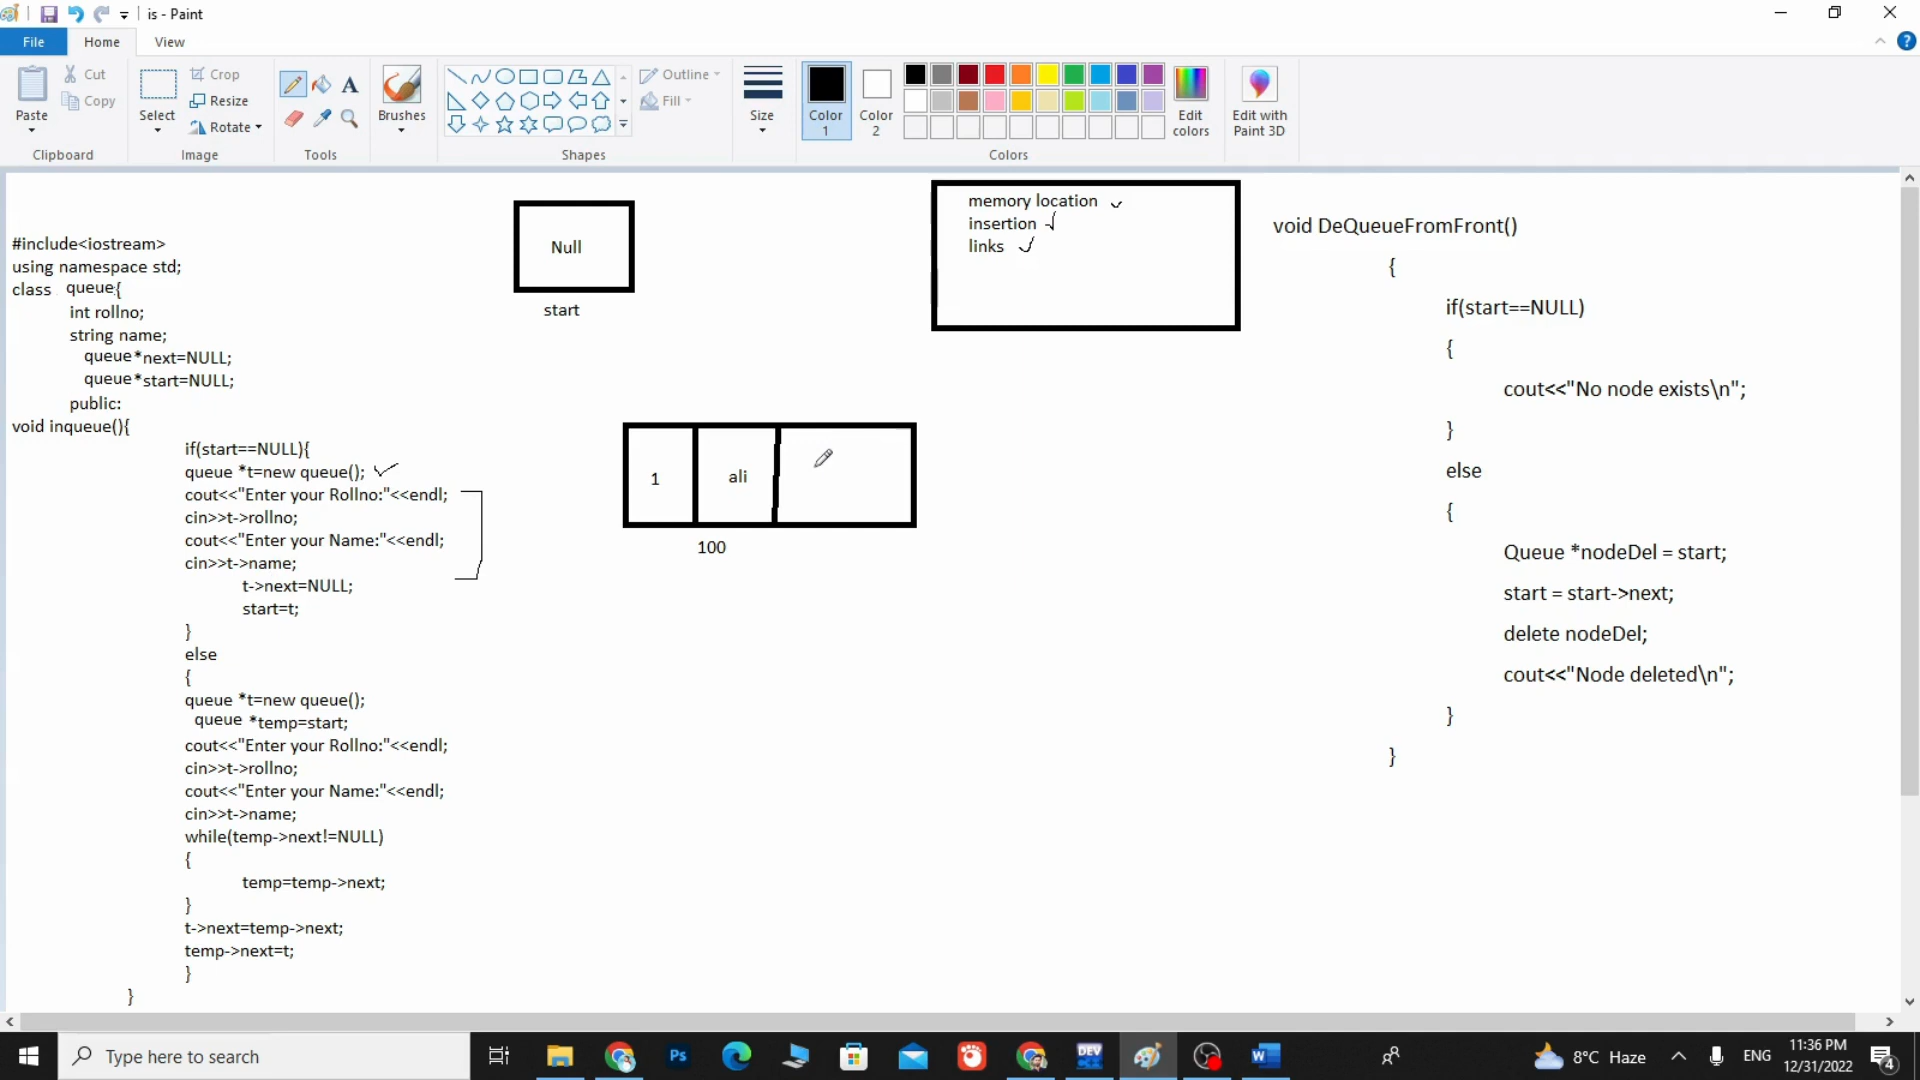 is - Paint
File Home View
Paste
Cut
Copy
Clipboard
Select
Crop
Resize
Rotate
Image
A
Tools
Brushes
Outline
Fill
Shapes
Size
Color 1
Color 2
Edit colors
Colors
Edit with Paint 3D
#include<iostream>
using namespace std;
class queue{
int rollno;
string name;
queue*next=NULL;
queue*start=NULL;
public:
void inqueue(){
if(start==NULL){
queue *t=new queue();
cout<<"Enter your Rollno:"<<endl;
cin>>t->rollno;
cout<<"Enter your Name:"<<endl;
cin>>t->name;
t->next=NULL;
start=t;
}
else
{
queue *t=new queue();
queue *temp=start;
cout<<"Enter your Rollno:"<<endl;
cin>>t->rollno;
cout<<"Enter your Name:"<<endl;
cin>>t->name;
while(temp->next!=NULL)
{
temp=temp->next;
}
t->next=temp->next;
temp->next=t;
}
}
Null
start
1 ali
100
memory location
insertion
links
void DeQueueFromFront()
{
if(start==NULL)
{
cout<<"No node exists\n";
}
else
{
Queue *nodeDel = start;
start = start->next;
delete nodeDel;
cout<<"Node deleted\n";
}
}
Type here to search
Ps
DEV
W
8°C Haze
ENG
11:36 PM
12/31/2022
4